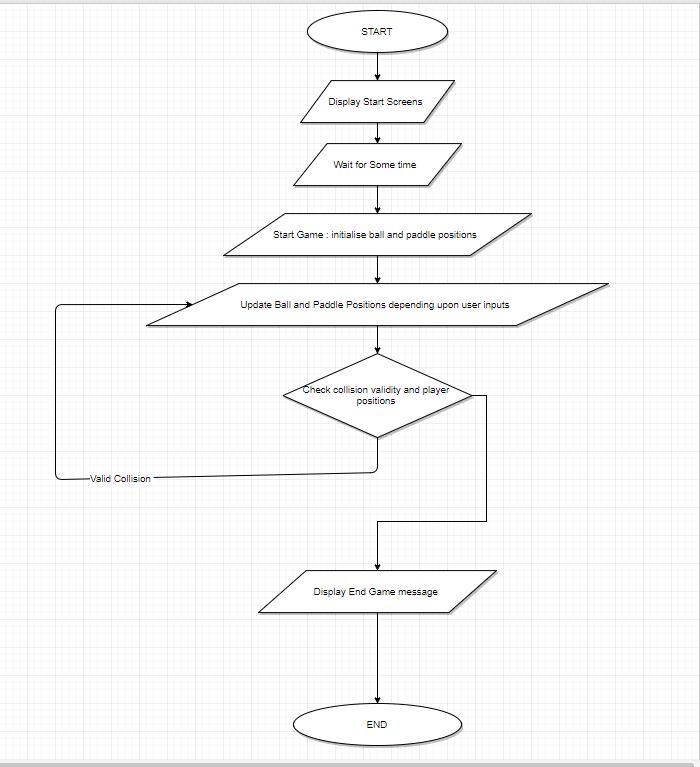 START
Display Start Screens
Wait for Some time
Start Game : initialise ball and paddle positions
Update Ball and Paddle Positions depending upon user inputs
Check collision validity and player
positions
Valid Collision
Display End Game message
END